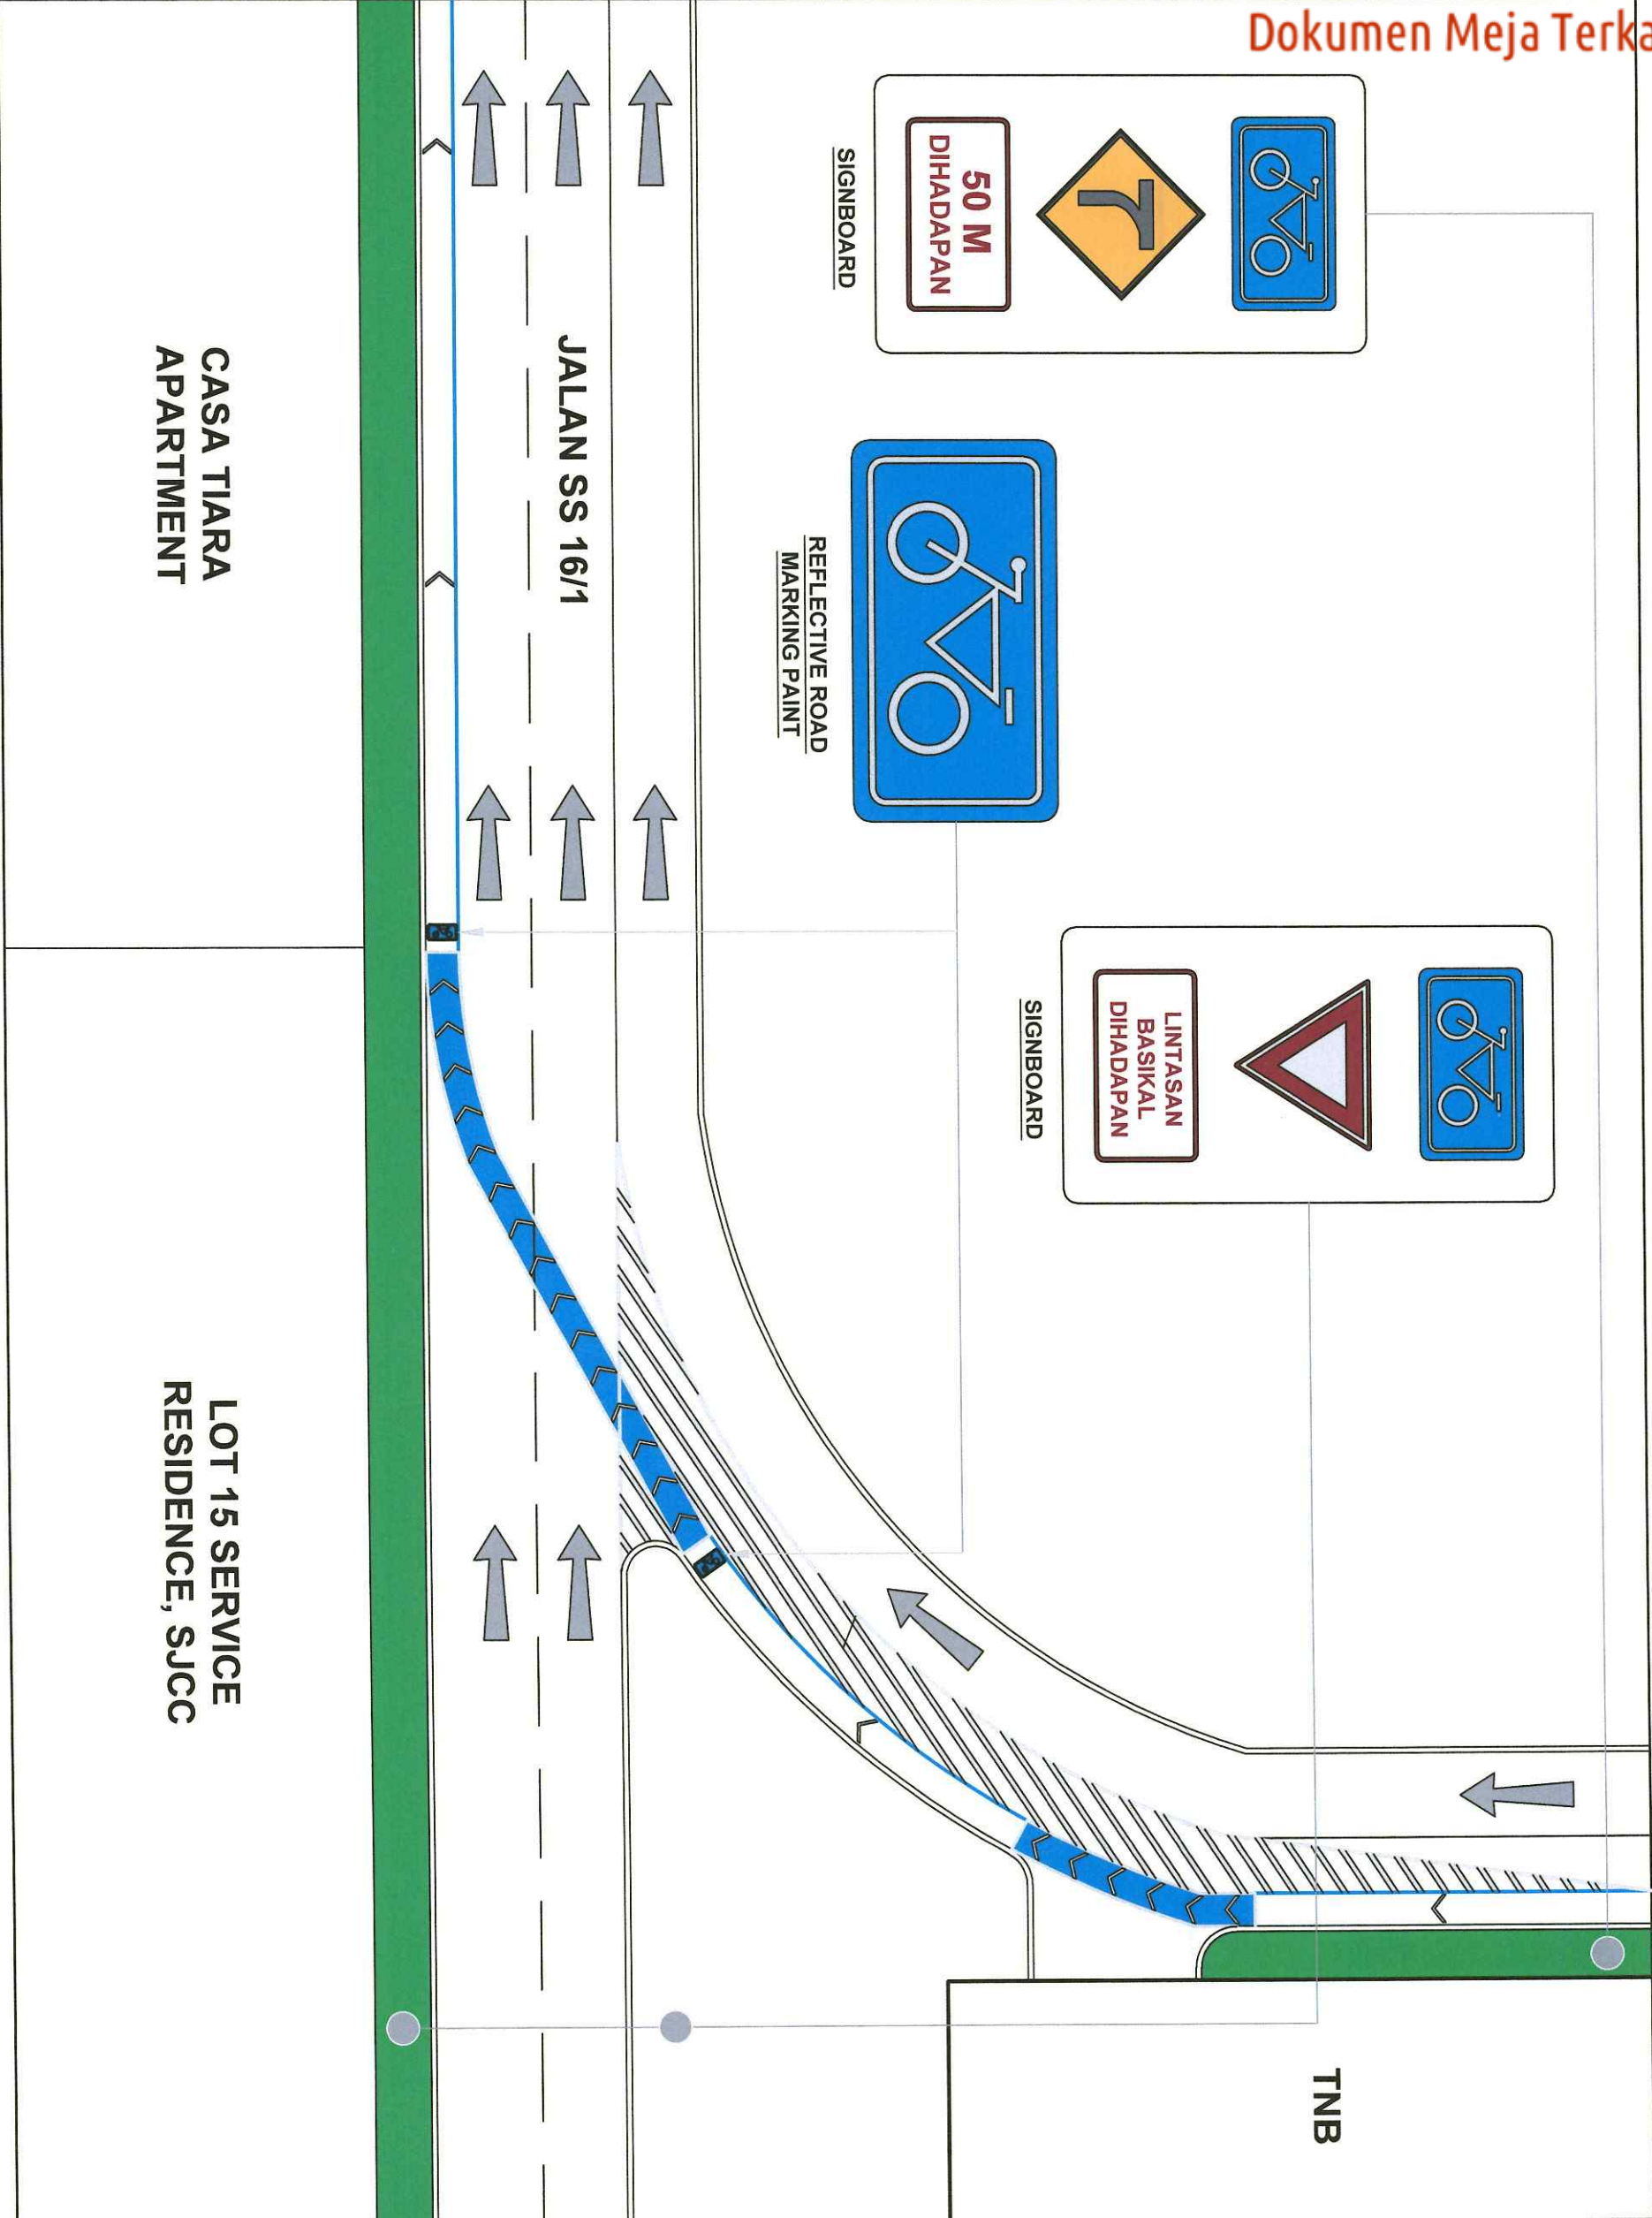 Dokumen Meja Terka
50 M
DIHADAPAN
SIGNBOARD
REFLECTIVE ROAD
MARKING PAINT
LINTASAN
BASIKAL
DIHADAPAN
SIGNBOARD
JALAN SS 16/1
CASA TIARA
APARTMENT
LOT 15 SERVICE
RESIDENCE, SJCC
TNB